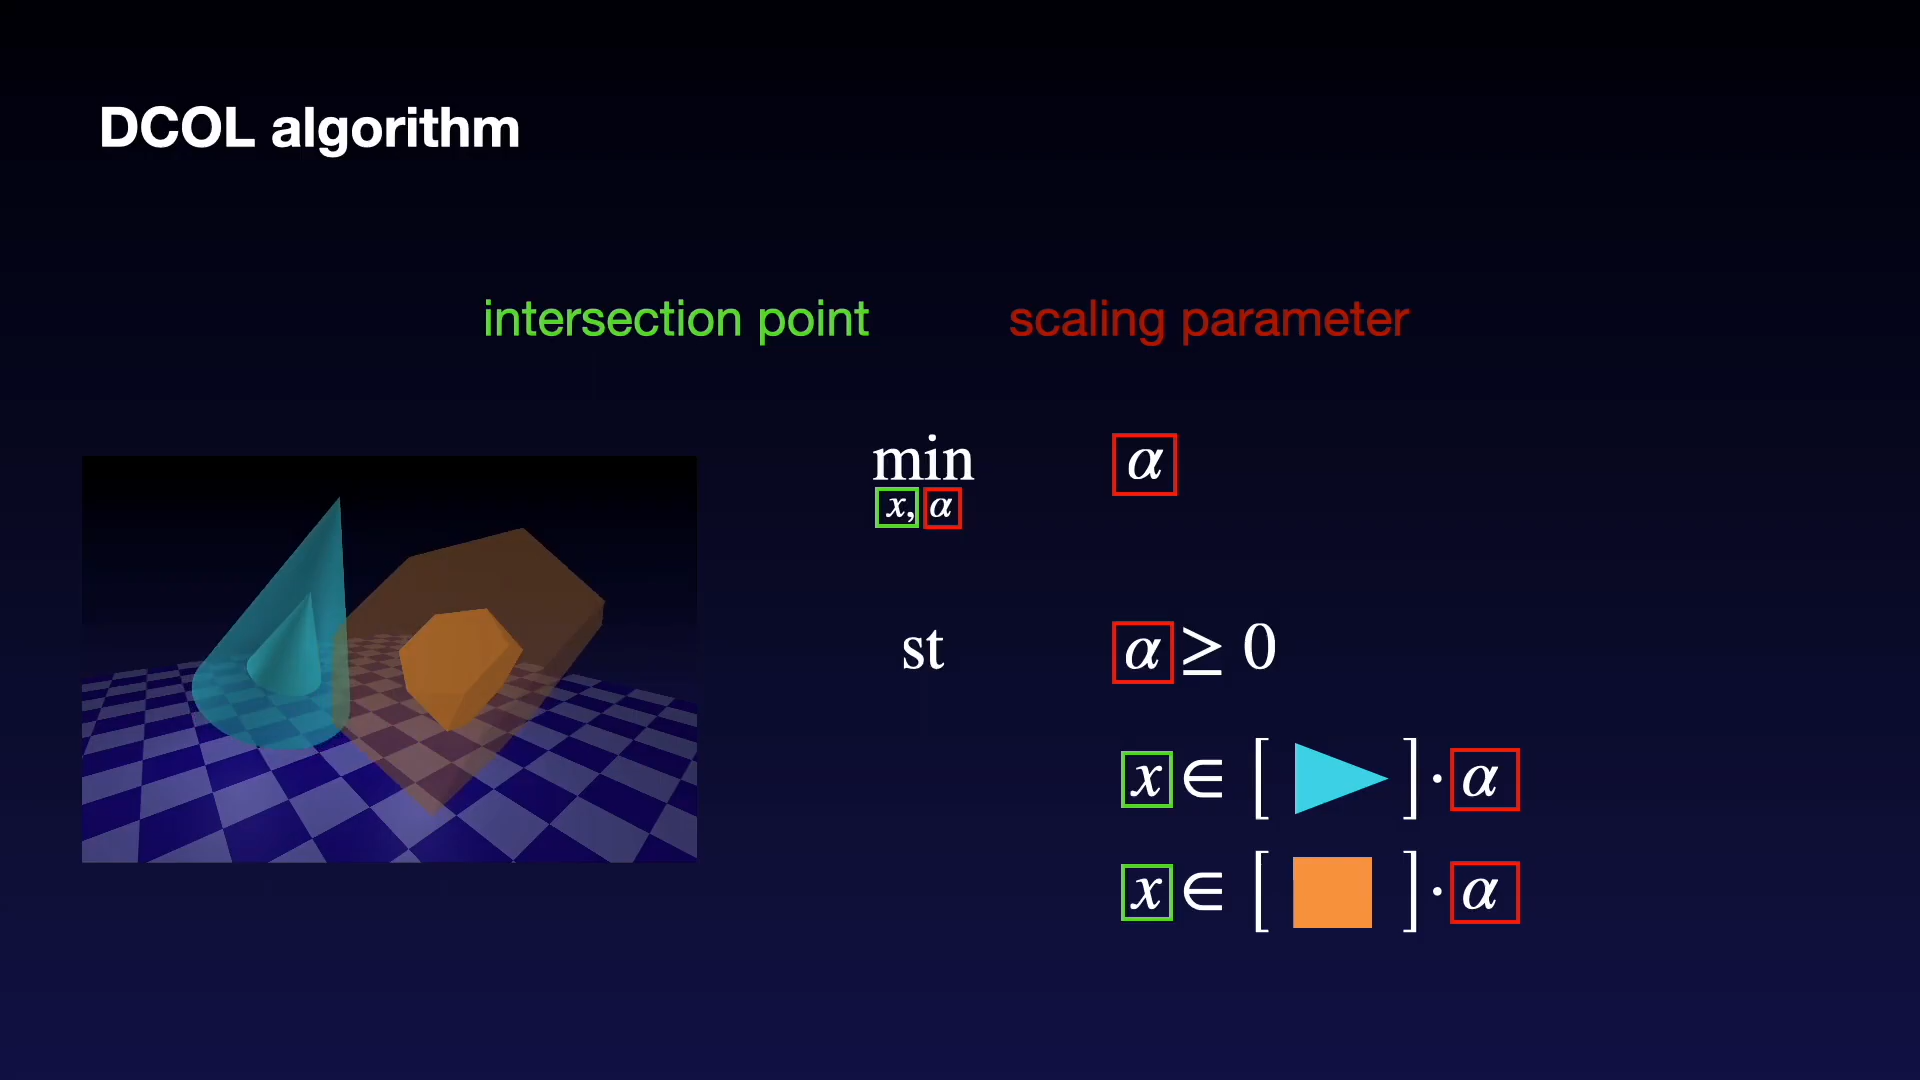 DCOL algorithm
intersection point
scaling parameter
min α
x, α
st α ≥ 0
x ∈ [ ] · α
x ∈ [ ] · α